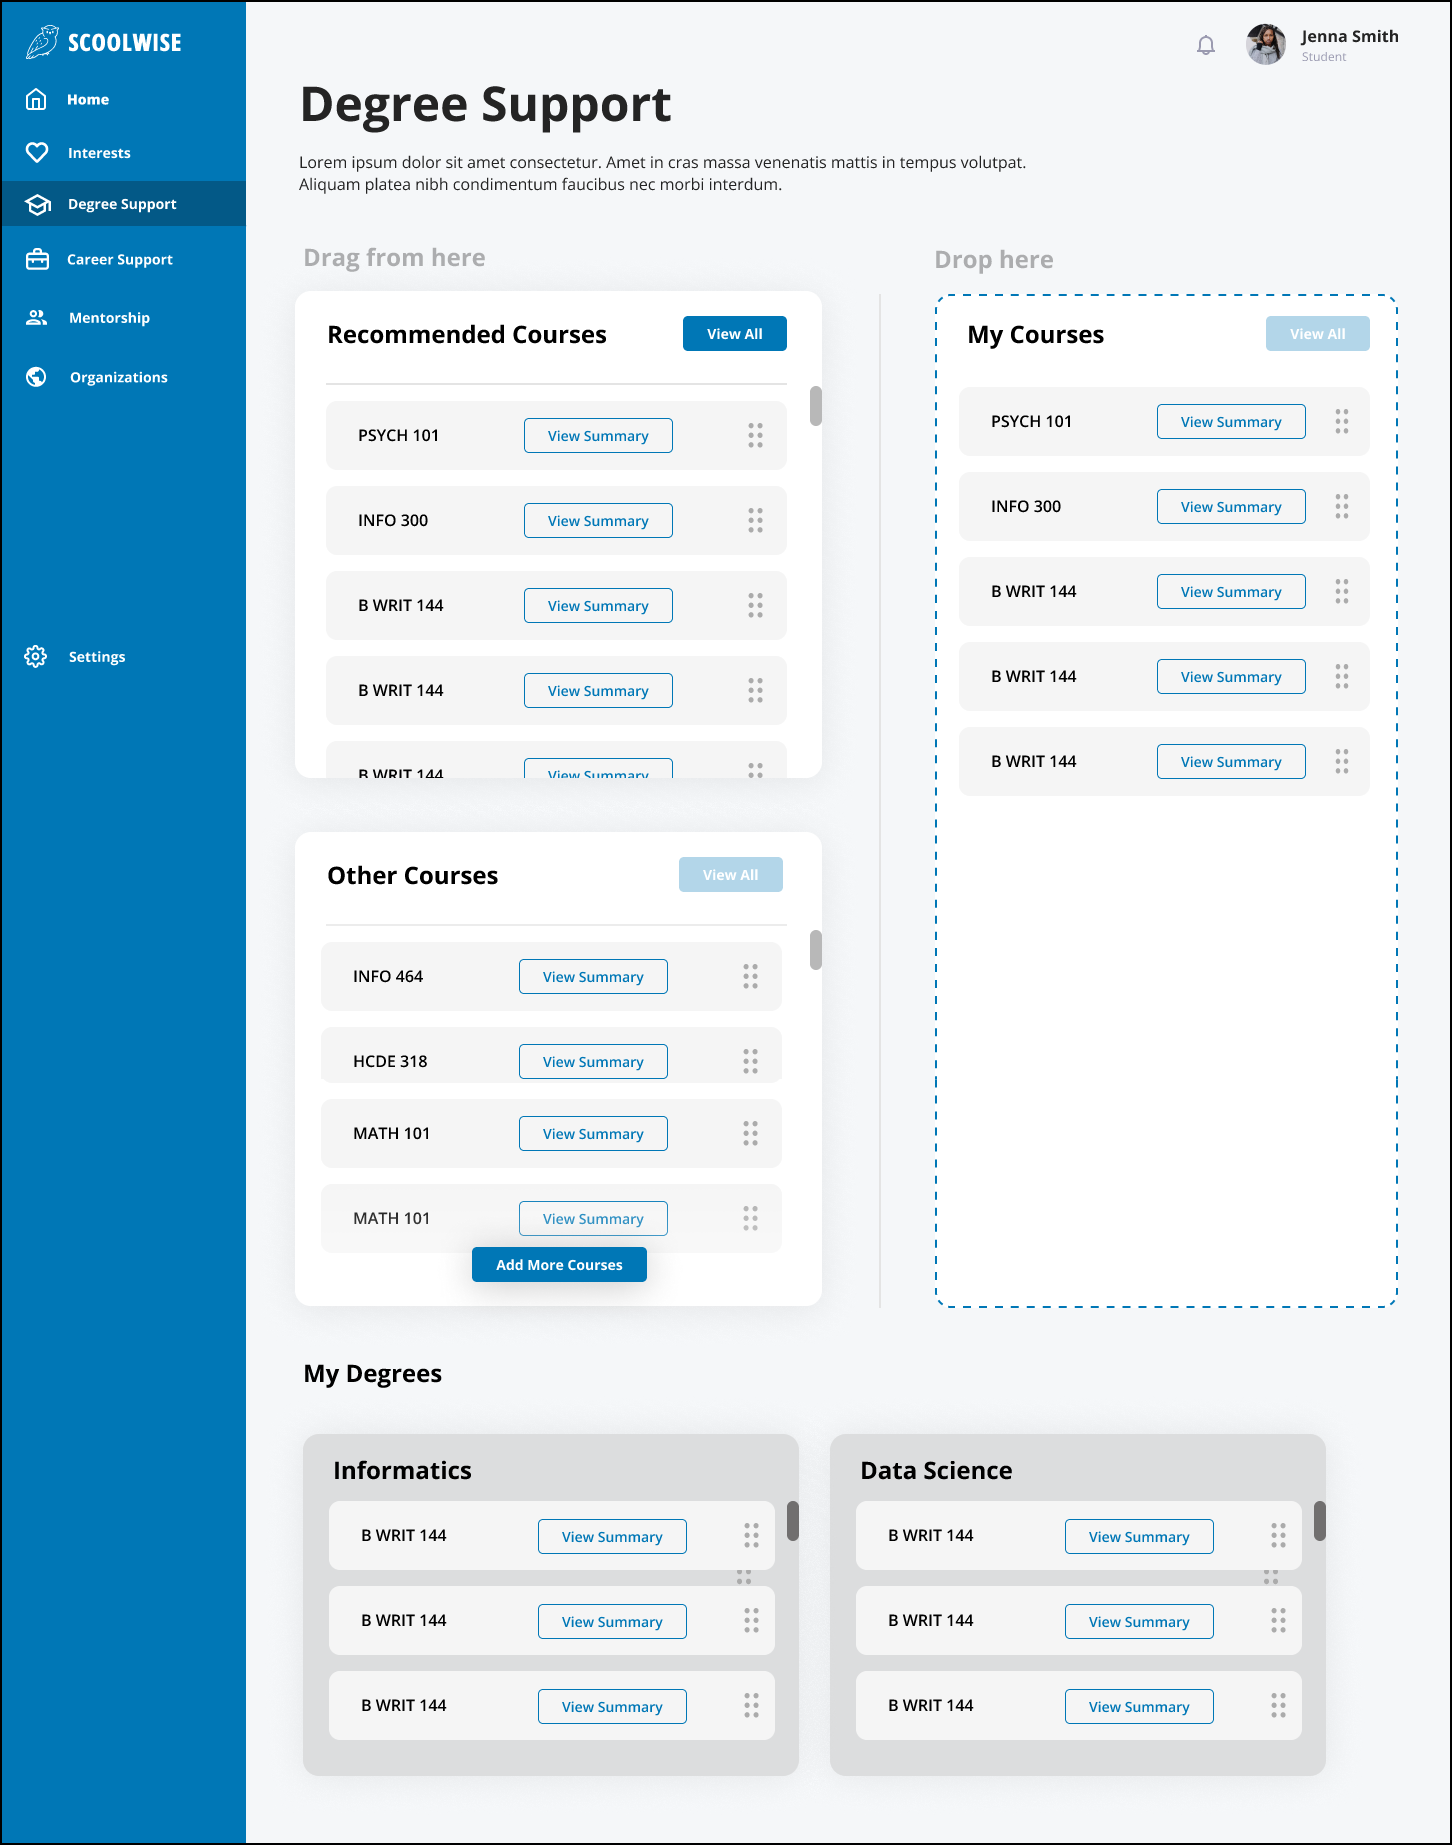 SCOOLWISE
Home
Interests
Degree Support
Career Support
Mentorship
Organizations
Settings
Jenna Smith
Student
Degree Support
Lorem ipsum dolor sit amet consectetur. Amet in cras massa venenatis mattis in tempus volutpat.
Aliquam platea nibh condimentum faucibus nec morbi interdum.
Drag from here
Recommended Courses
View All
PSYCH 101
View Summary
INFO 300
View Summary
B WRIT 144
View Summary
B WRIT 144
View Summary
B WRIT 144
View Summary
Other Courses
View All
INFO 464
View Summary
HCDE 318
View Summary
MATH 101
View Summary
MATH 101
View Summary
Add More Courses
Drop here
My Courses
View All
PSYCH 101
View Summary
INFO 300
View Summary
B WRIT 144
View Summary
B WRIT 144
View Summary
B WRIT 144
View Summary
My Degrees
Informatics
B WRIT 144
View Summary
B WRIT 144
View Summary
B WRIT 144
View Summary
Data Science
B WRIT 144
View Summary
B WRIT 144
View Summary
B WRIT 144
View Summary